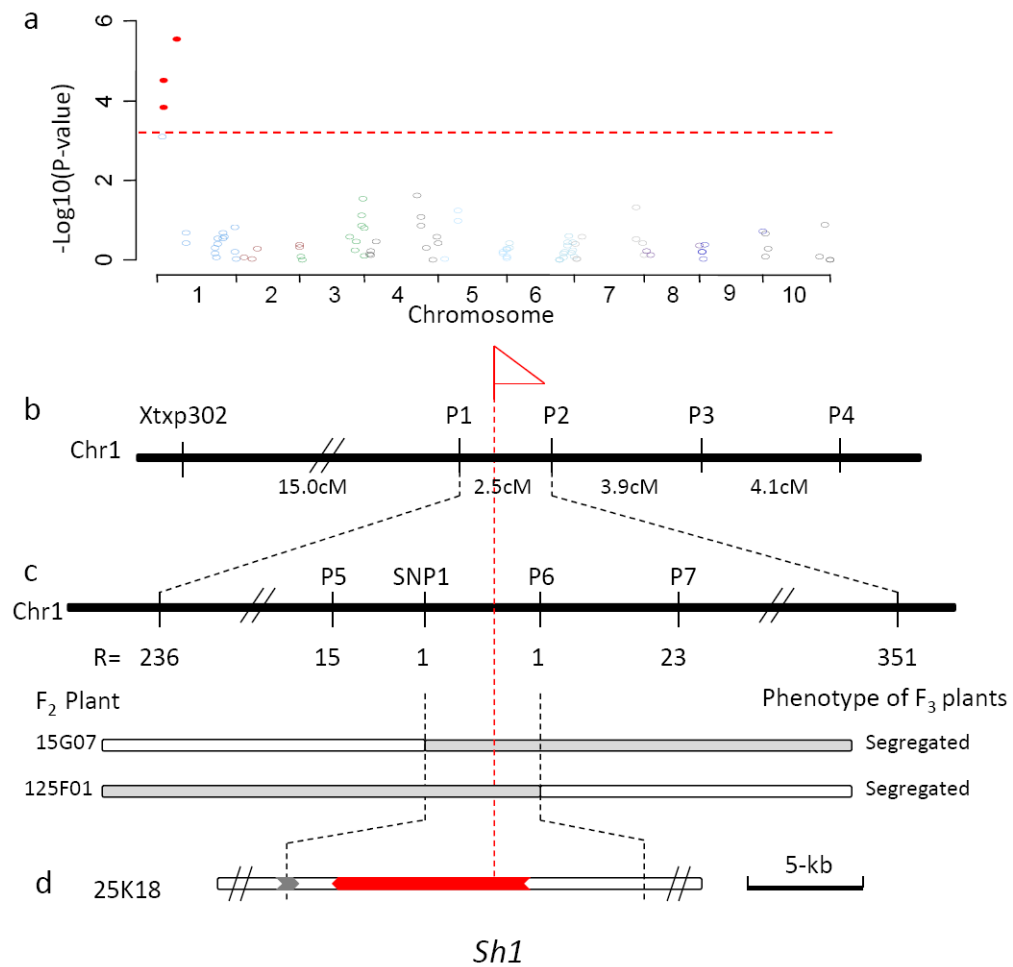 a
6
4
2
0
-Log10(P-value)
1 2 3 4 5 6 7 8 9 10
Chromosome
b
Xtxp302 P1 P2 P3 P4
Chr1
15.0cM 2.5cM 3.9cM 4.1cM
c
P5 SNP1 P6 P7
Chr1
R= 236 15 1 1 23 351
F2 Plant Phenotype of F3 plants
15G07 Segregated
125F01 Segregated
d 25K18 5-kb
Sh1